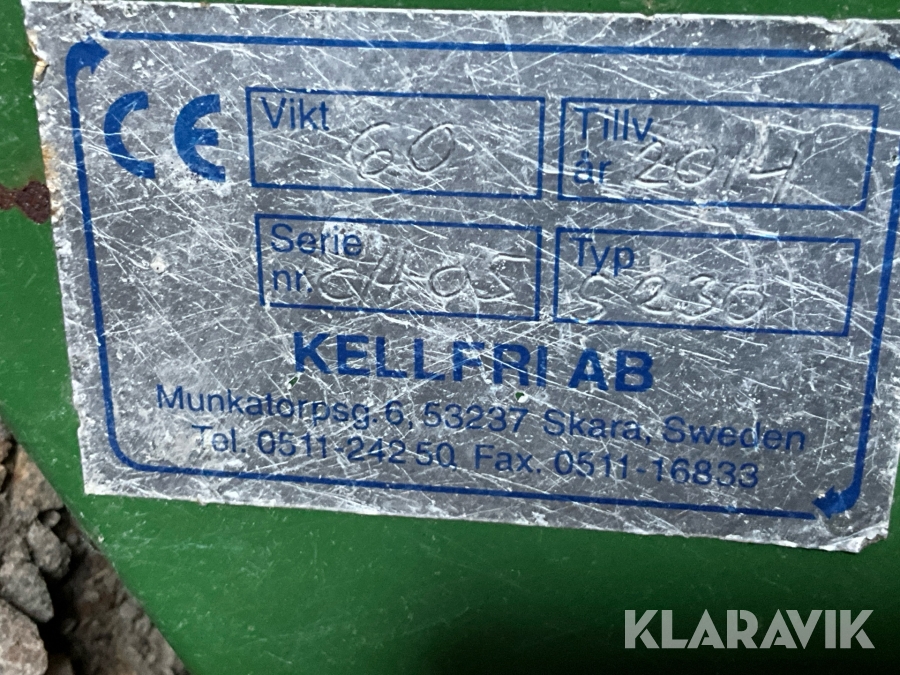 CE
Vikt 60
Tillv.
år 2014
Serie
nr.
Typ
S230
KELLFRI AB
Munkatorpsg. 6, 53237 Skara, Sweden
Tel. 0511-242 50 Fax. 0511-16833
KLARAVIK